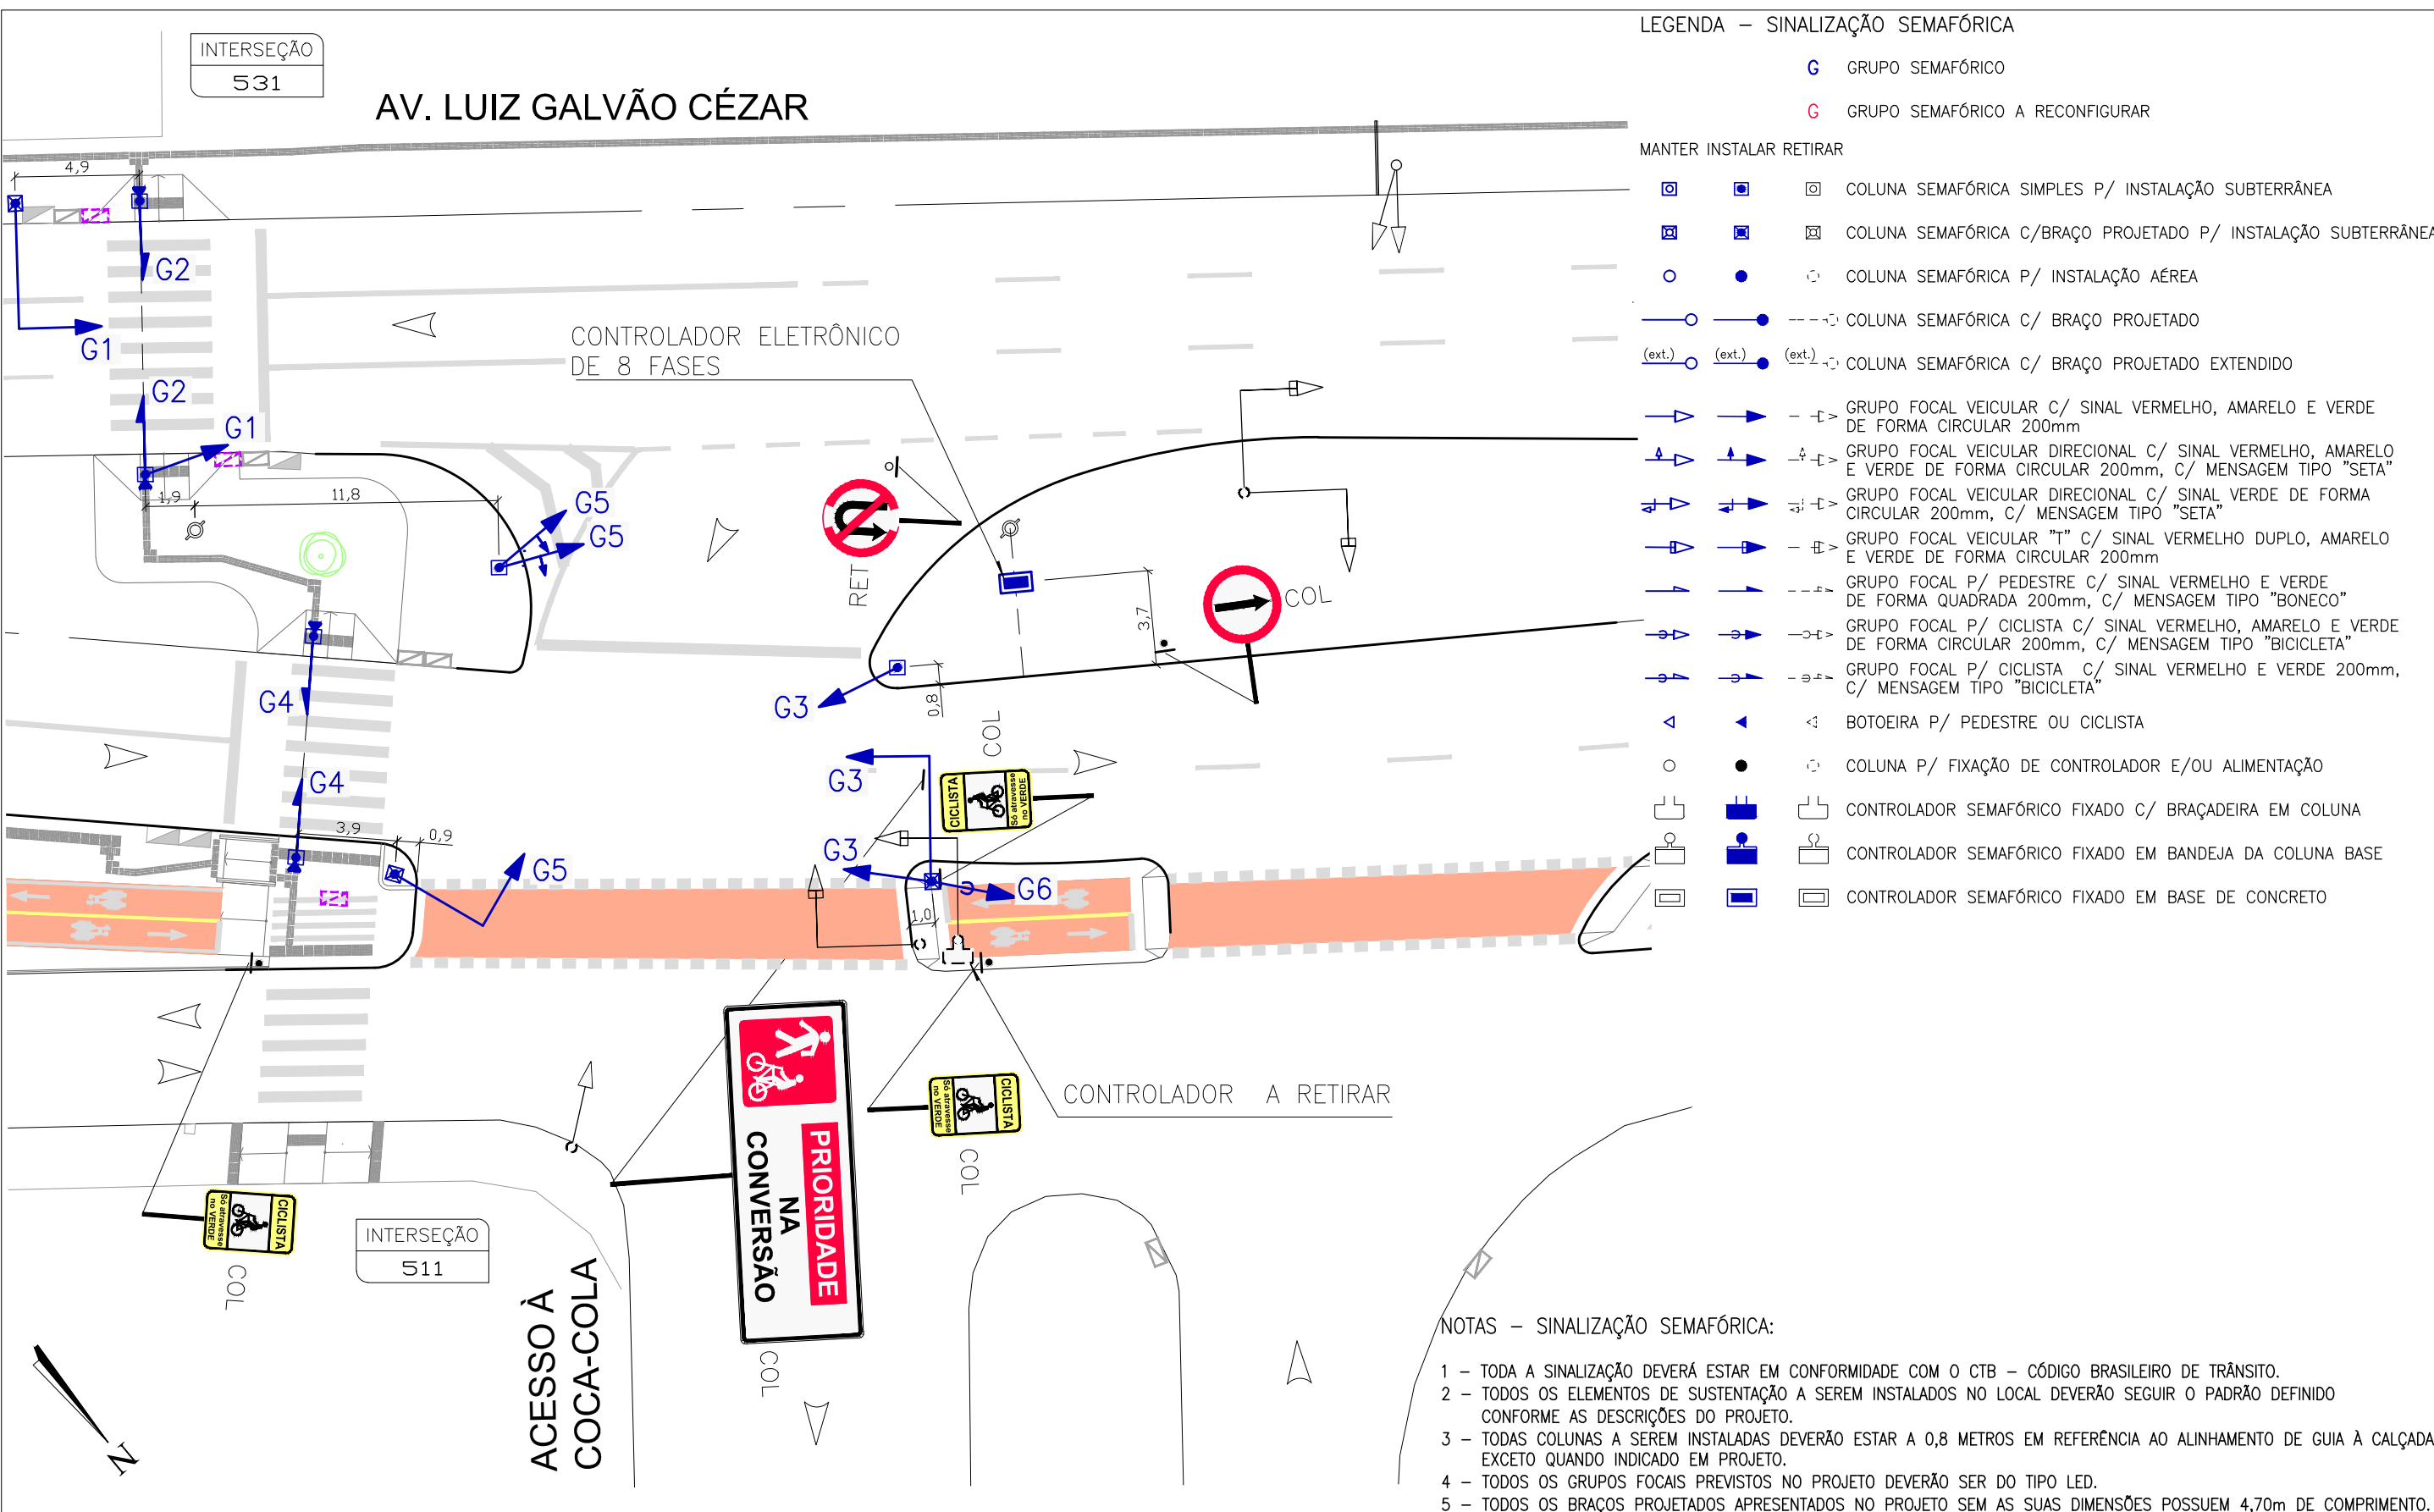 INTERSEÇÃO
531
AV. LUIZ GALVÃO CÉZAR
4,9
G2
G1
CONTROLADOR ELETRÔNICO
DE 8 FASES
G2
G1
1,9
11,8
G5
G5
RET
3,7
COL
G3
0,8
G4
COL
G3
CICLISTA
Só atravesse
no VERDE
G4
3,9
0,9
G3
G5
G6
1,0
CONTROLADOR A RETIRAR
PRIORIDADE
NA
CONVERSÃO
COL
CICLISTA
Só atravesse
no VERDE
COL
CICLISTA
Só atravesse
no VERDE
COL
INTERSEÇÃO
511
ACESSO À
COCA-COLA
N
LEGENDA – SINALIZAÇÃO SEMAFÓRICA
G GRUPO SEMAFÓRICO
G GRUPO SEMAFÓRICO A RECONFIGURAR
MANTER INSTALAR RETIRAR
COLUNA SEMAFÓRICA SIMPLES P/ INSTALAÇÃO SUBTERRÂNEA
COLUNA SEMAFÓRICA C/BRAÇO PROJETADO P/ INSTALAÇÃO SUBTERRÂNEA
COLUNA SEMAFÓRICA P/ INSTALAÇÃO AÉREA
COLUNA SEMAFÓRICA C/ BRAÇO PROJETADO
(ext.) (ext.) (ext.) COLUNA SEMAFÓRICA C/ BRAÇO PROJETADO EXTENDIDO
GRUPO FOCAL VEICULAR C/ SINAL VERMELHO, AMARELO E VERDE
DE FORMA CIRCULAR 200mm
GRUPO FOCAL VEICULAR DIRECIONAL C/ SINAL VERMELHO, AMARELO
E VERDE DE FORMA CIRCULAR 200mm, C/ MENSAGEM TIPO "SETA"
GRUPO FOCAL VEICULAR DIRECIONAL C/ SINAL VERDE DE FORMA
CIRCULAR 200mm, C/ MENSAGEM TIPO "SETA"
GRUPO FOCAL VEICULAR "T" C/ SINAL VERMELHO DUPLO, AMARELO
E VERDE DE FORMA CIRCULAR 200mm
GRUPO FOCAL P/ PEDESTRE C/ SINAL VERMELHO E VERDE
DE FORMA QUADRADA 200mm, C/ MENSAGEM TIPO "BONECO"
GRUPO FOCAL P/ CICLISTA C/ SINAL VERMELHO, AMARELO E VERDE
DE FORMA CIRCULAR 200mm, C/ MENSAGEM TIPO "BICICLETA"
GRUPO FOCAL P/ CICLISTA C/ SINAL VERMELHO E VERDE 200mm,
C/ MENSAGEM TIPO "BICICLETA"
BOTOEIRA P/ PEDESTRE OU CICLISTA
COLUNA P/ FIXAÇÃO DE CONTROLADOR E/OU ALIMENTAÇÃO
CONTROLADOR SEMAFÓRICO FIXADO C/ BRAÇADEIRA EM COLUNA
CONTROLADOR SEMAFÓRICO FIXADO EM BANDEJA DA COLUNA BASE
CONTROLADOR SEMAFÓRICO FIXADO EM BASE DE CONCRETO
NOTAS – SINALIZAÇÃO SEMAFÓRICA:
1 – TODA A SINALIZAÇÃO DEVERÁ ESTAR EM CONFORMIDADE COM O CTB – CÓDIGO BRASILEIRO DE TRÂNSITO.
2 – TODOS OS ELEMENTOS DE SUSTENTAÇÃO A SEREM INSTALADOS NO LOCAL DEVERÃO SEGUIR O PADRÃO DEFINIDO
CONFORME AS DESCRIÇÕES DO PROJETO.
3 – TODAS COLUNAS A SEREM INSTALADAS DEVERÃO ESTAR A 0,8 METROS EM REFERÊNCIA AO ALINHAMENTO DE GUIA À CALÇADA
EXCETO QUANDO INDICADO EM PROJETO.
4 – TODOS OS GRUPOS FOCAIS PREVISTOS NO PROJETO DEVERÃO SER DO TIPO LED.
5 – TODOS OS BRAÇOS PROJETADOS APRESENTADOS NO PROJETO SEM AS SUAS DIMENSÕES POSSUEM 4,70m DE COMPRIMENTO.